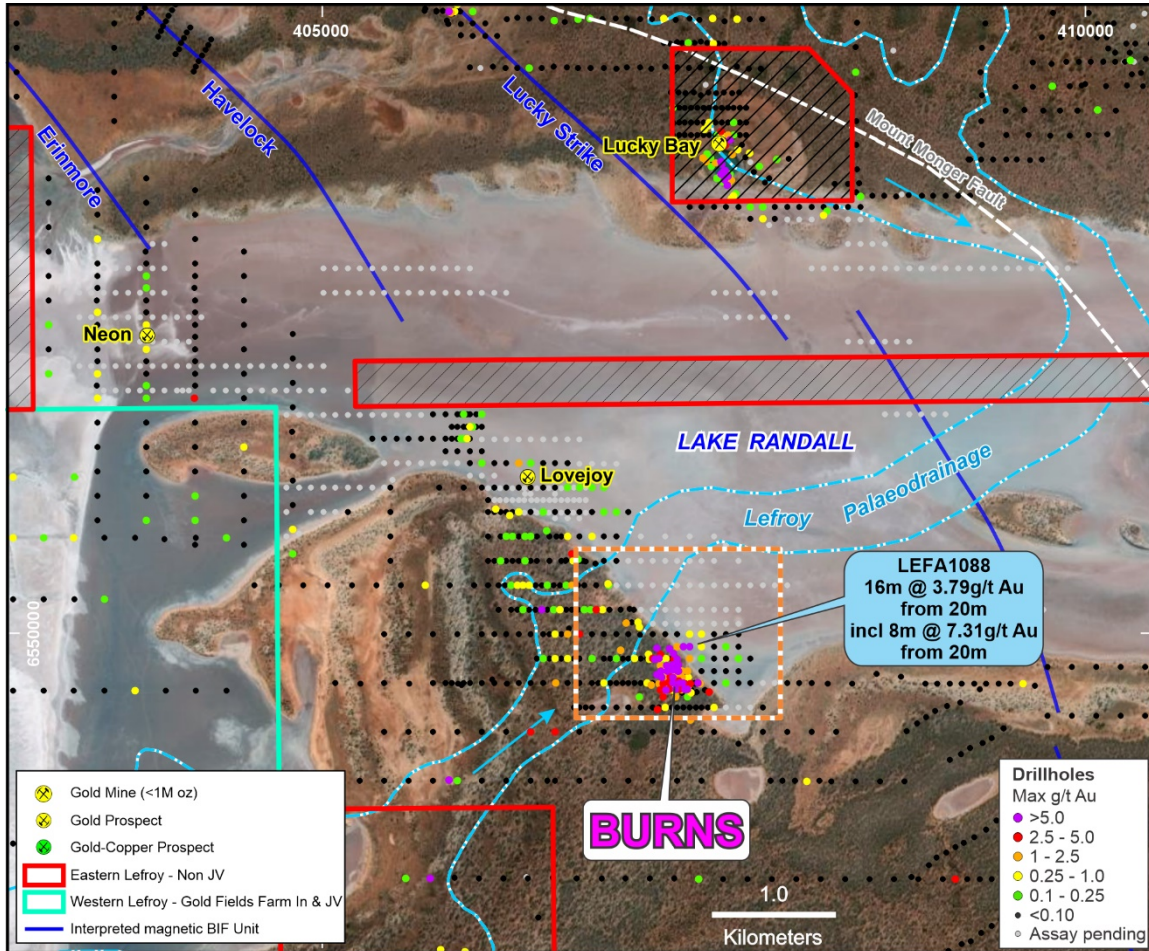 405000
410000
Erinmore
Havelock
Lucky Strike
Lucky Bay
Mount Monger Fault
Neon
LAKE RANDALL
Lovejoy
Lefroy Palaeodrainage
6550000
LEFA1088
16m @ 3.79g/t Au
from 20m
incl 8m @ 7.31g/t Au
from 20m
BURNS
Gold Mine (<1M oz)
Gold Prospect
Gold-Copper Prospect
Eastern Lefroy - Non JV
Western Lefroy - Gold Fields Farm In & JV
Interpreted magnetic BIF Unit
1.0
Kilometers
Drillholes
Max g/t Au
>5.0
2.5 - 5.0
1 - 2.5
0.25 - 1.0
0.1 - 0.25
<0.10
Assay pending